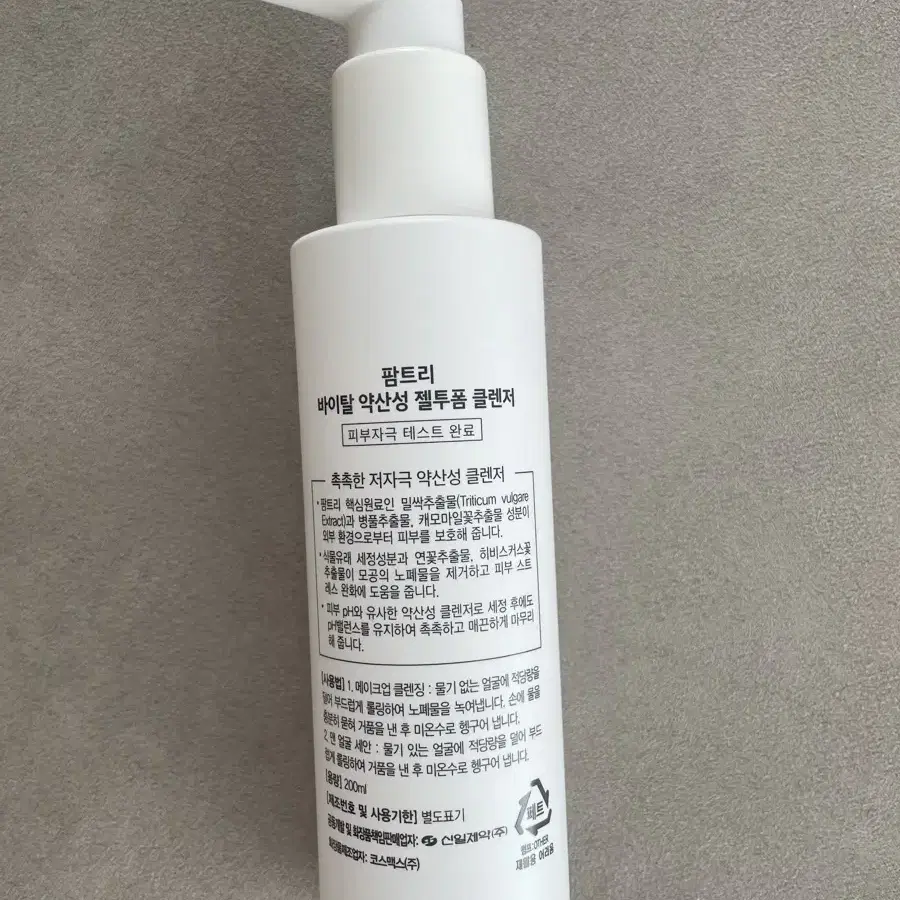 팜트리
바이탈 약산성 젤투폼 클렌저
피부자극 테스트 완료
촉촉한 저자극 약산성 클렌저
• 팜트리 핵심원료인 밀싹추출물(Triticum vulgare
Extract)과 병풀추출물, 캐모마일꽃추출물 성분이
외부 환경으로부터 피부를 보호해 줍니다.
• 식물유래 세정성분과 연꽃추출물, 히비스커스꽃
추출물이 모공의 노폐물을 제거하고 피부 스트
레스 완화에 도움을 줍니다.
• 피부 pH와 유사한 약산성 클렌저로 세정 후에도
pH밸런스를 유지하여 촉촉하고 매끈하게 마무리
해 줍니다.
[사용법] 1. 메이크업 클렌징 : 물기 없는 얼굴에 적당량을
덜어 부드럽게 롤링하여 노폐물을 녹여냅니다. 손에 물을
충분히 묻혀 거품을 낸 후 미온수로 헹구어 냅니다.
2. 맨 얼굴 세안 : 물기 있는 얼굴에 적당량을 덜어 부드
럽게 롤링하여 거품을 낸 후 미온수로 헹구어 냅니다.
[용량] 200ml
[제조번호 및 사용기한] 별도표기
공동개발 및 화장품책임판매업자: 신일제약(주)
화장품제조업자: 코스맥스(주)
페트
펌프:OTHER
재활용 어려움